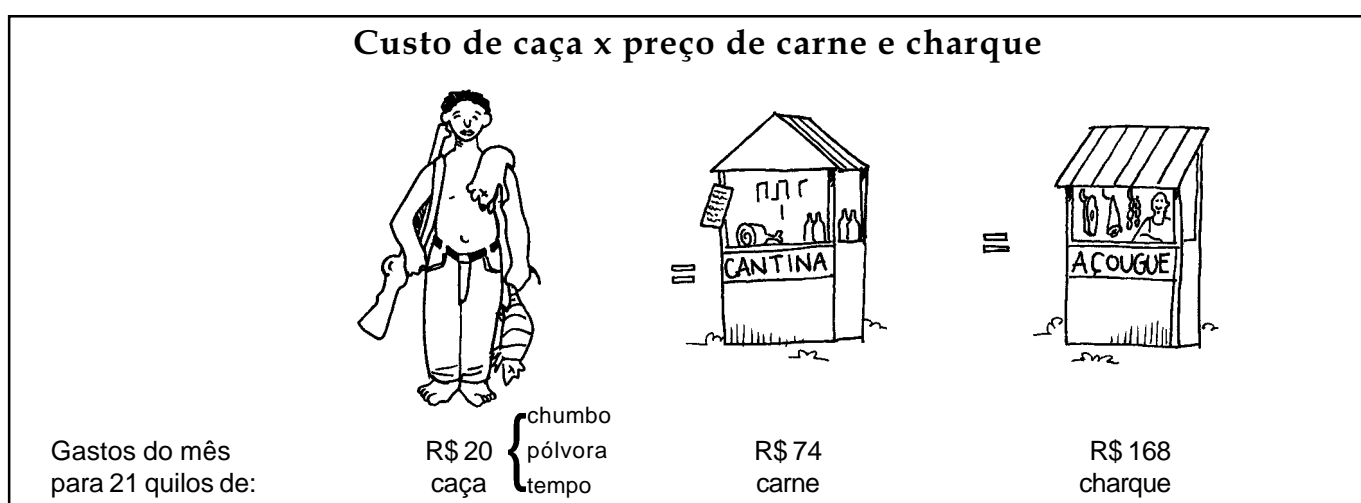 Custo de caça x preço de carne e charque
CANTINA
AÇOUGUE
Gastos do mês
para 21 quilos de:
R$ 20
caça
chumbo
pólvora
tempo
R$ 74
carne
R$ 168
charque